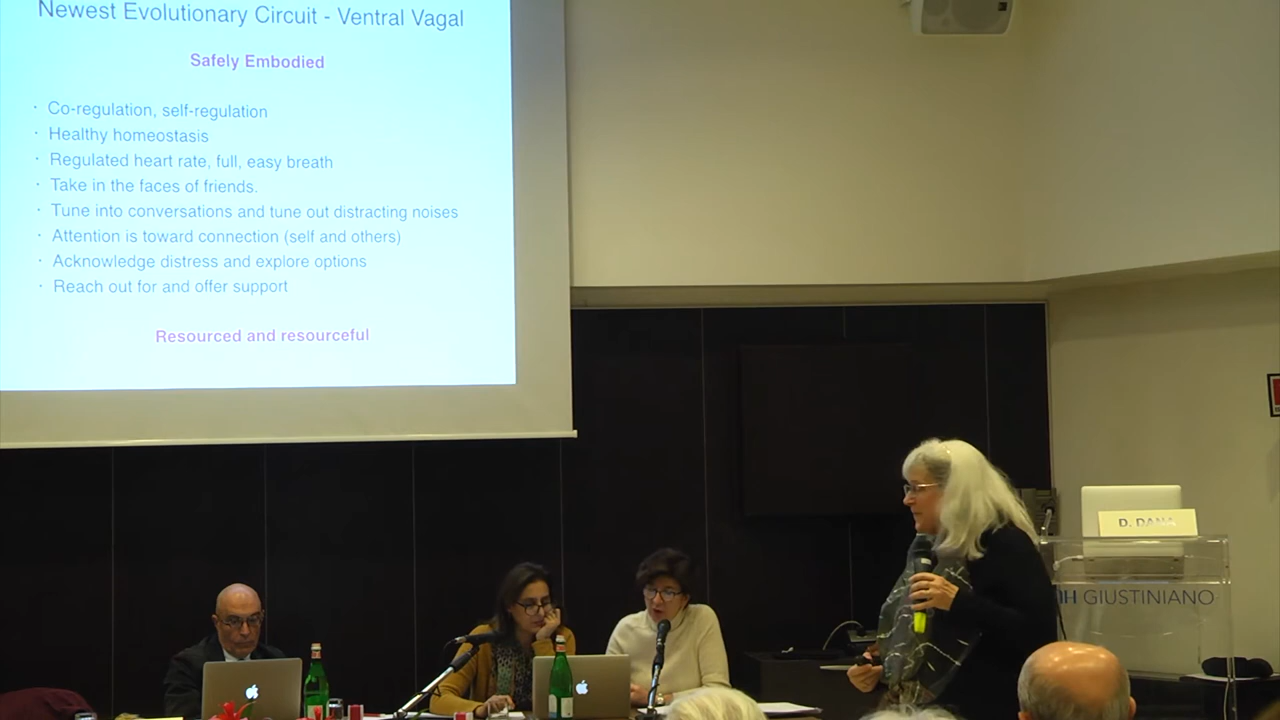 Newest Evolutionary Circuit - Ventral Vagal
Safely Embodied
· Co-regulation, self-regulation
· Healthy homeostasis
· Regulated heart rate, full, easy breath
· Take in the faces of friends.
· Tune into conversations and tune out distracting noises
· Attention is toward connection (self and others)
· Acknowledge distress and explore options
· Reach out for and offer support
Resourced and resourceful
D. DANA
NH GIUSTINIANO